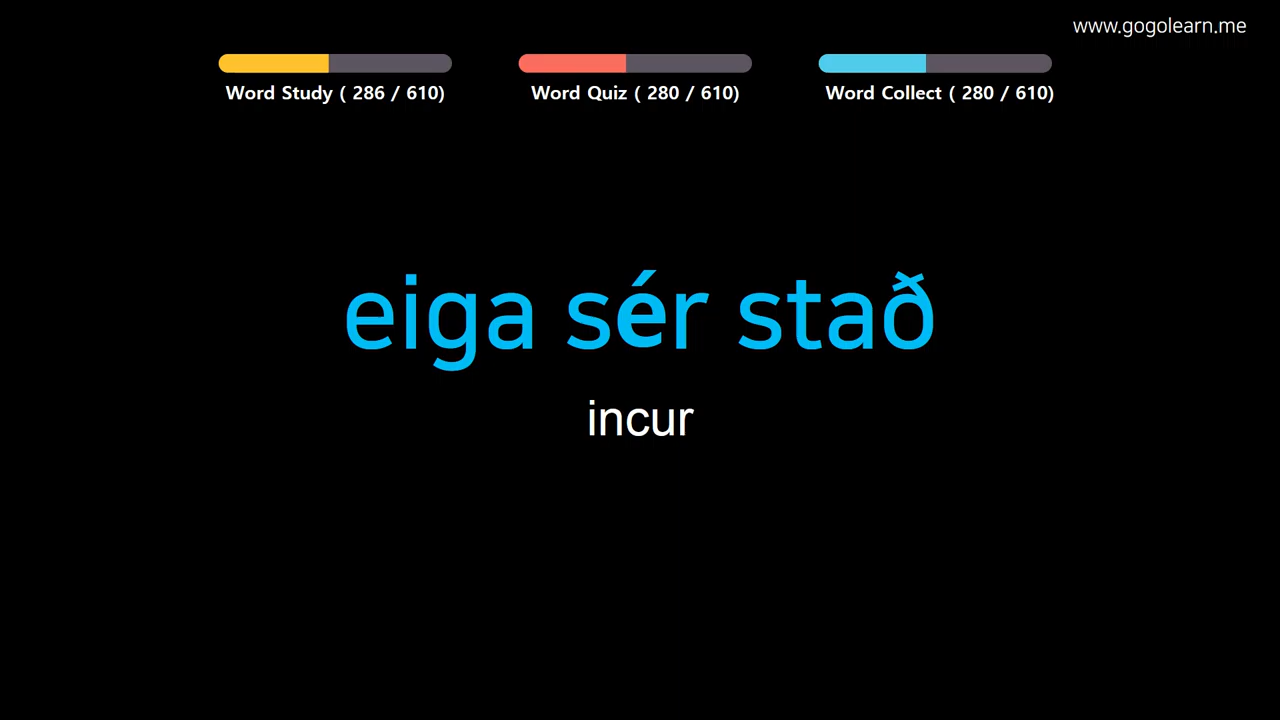 www.gogolearn.me
Word Study ( 286 / 610)
Word Quiz ( 280 / 610)
Word Collect ( 280 / 610)
eiga sér stað
incur